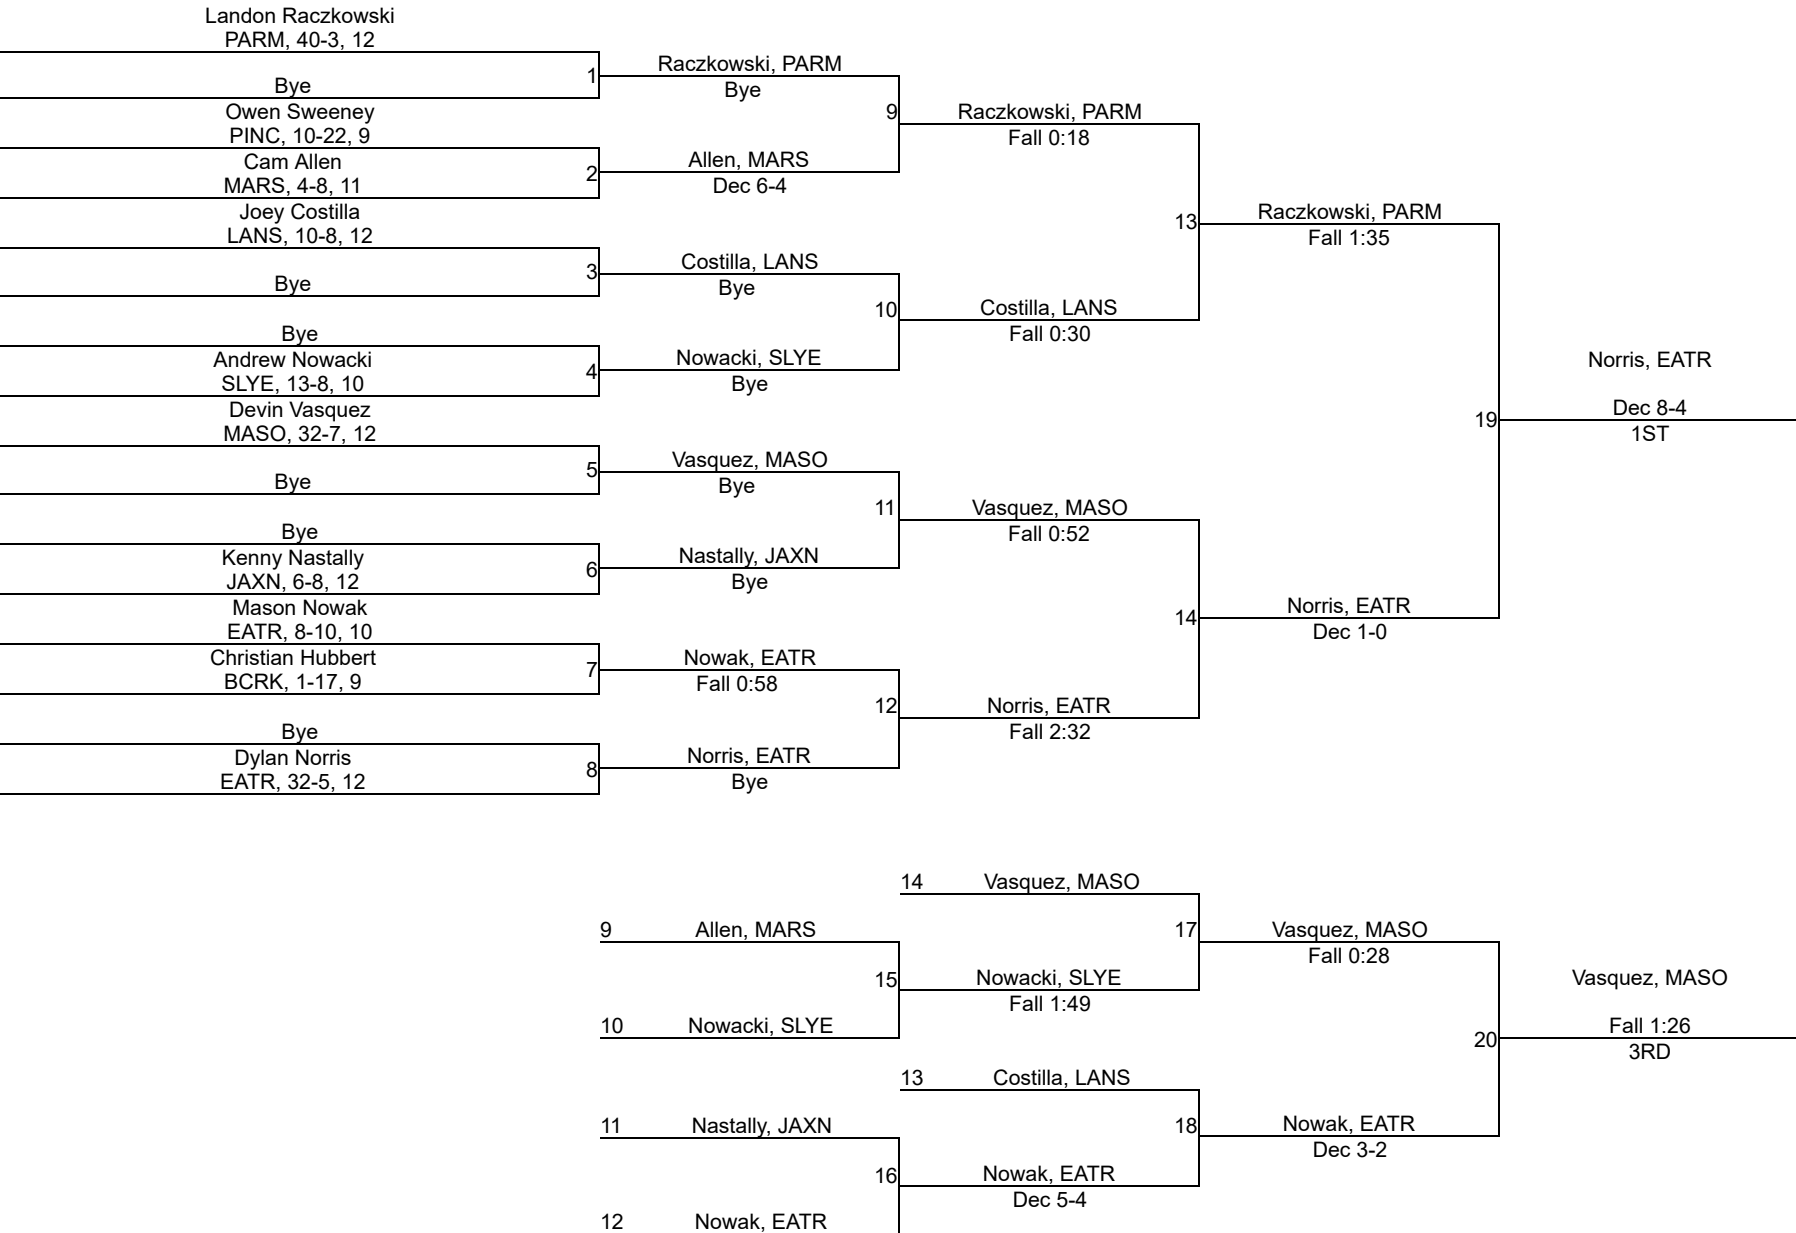 Landon Raczkowski
PARM, 40-3, 12
Bye
1
Owen Sweeney
PINC, 10-22, 9
Cam Allen
MARS, 4-8, 11
2
Joey Costilla
LANS, 10-8, 12
Bye
3
Bye
Andrew Nowacki
SLYE, 13-8, 10
4
Devin Vasquez
MASO, 32-7, 12
Bye
5
Bye
Kenny Nastally
JAXN, 6-8, 12
6
Mason Nowak
EATR, 8-10, 10
Christian Hubbert
BCRK, 1-17, 9
7
Bye
Dylan Norris
EATR, 32-5, 12
8
Raczkowski, PARM
Bye
9
Allen, MARS
Dec 6-4
Costilla, LANS
Bye
10
Nowacki, SLYE
Bye
Vasquez, MASO
Bye
11
Nastally, JAXN
Bye
Nowak, EATR
Fall 0:58
12
Norris, EATR
Bye
Raczkowski, PARM
Fall 0:18
13
Costilla, LANS
Fall 0:30
Vasquez, MASO
Fall 0:52
14
Norris, EATR
Fall 2:32
Raczkowski, PARM
Fall 1:35
19
Norris, EATR
Dec 1-0
Norris, EATR
Dec 8-4
1ST
14 Vasquez, MASO
9 Allen, MARS
17
15
Nowacki, SLYE
Fall 1:49
10 Nowacki, SLYE
13 Costilla, LANS
11 Nastally, JAXN
18
16
Nowak, EATR
Dec 5-4
12 Nowak, EATR
Vasquez, MASO
Fall 0:28
20
Nowak, EATR
Dec 3-2
Vasquez, MASO
Fall 1:26
3RD